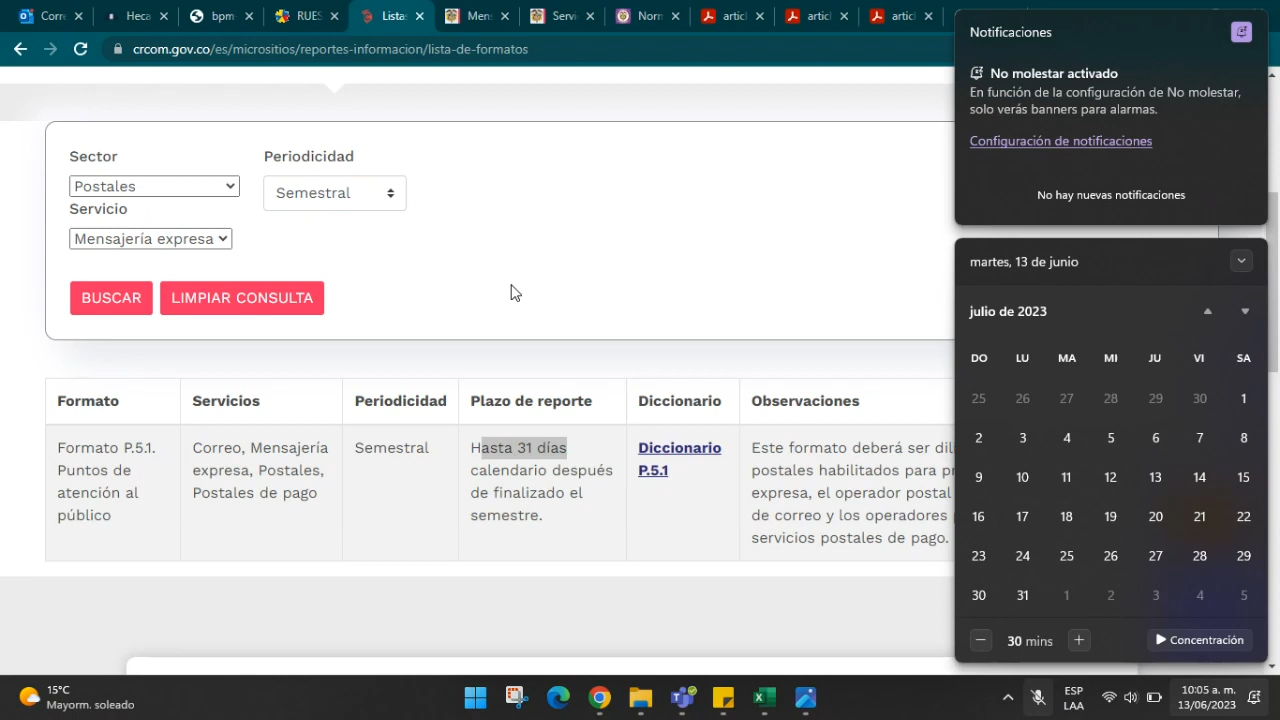 Corre
Heca
bpm
RUES
Listas
Mens
Servi
Norn
artícl
artícl
artícl
crcom.gov.co/es/micrositios/reportes-informacion/lista-de-formatos
Sector
Periodicidad
Postales
Semestral
Servicio
Mensajería expresa
BUSCAR
LIMPIAR CONSULTA
Formato
Servicios
Periodicidad
Plazo de reporte
Diccionario
Observaciones
Formato P.5.1.
Puntos de
atención al
público
Correo, Mensajería
expresa, Postales,
Postales de pago
Semestral
Hasta 31 días
calendario después
de finalizado el
semestre.
Diccionario
P.5.1
Este formato deberá ser dil
postales habilitados para pr
expresa, el operador postal
de correo y los operadores
servicios postales de pago.
Notificaciones
No molestar activado
En función de la configuración de No molestar,
solo verás banners para alarmas.
Configuración de notificaciones
No hay nuevas notificaciones
martes, 13 de junio
julio de 2023
DO LU MA MI JU VI SA
25 26 27 28 29 30 1
2 3 4 5 6 7 8
9 10 11 12 13 14 15
16 17 18 19 20 21 22
23 24 25 26 27 28 29
30 31 1 2 3 4 5
30 mins
Concentración
15°C
Mayorm. soleado
ESP
LAA
10:05 a. m.
13/06/2023